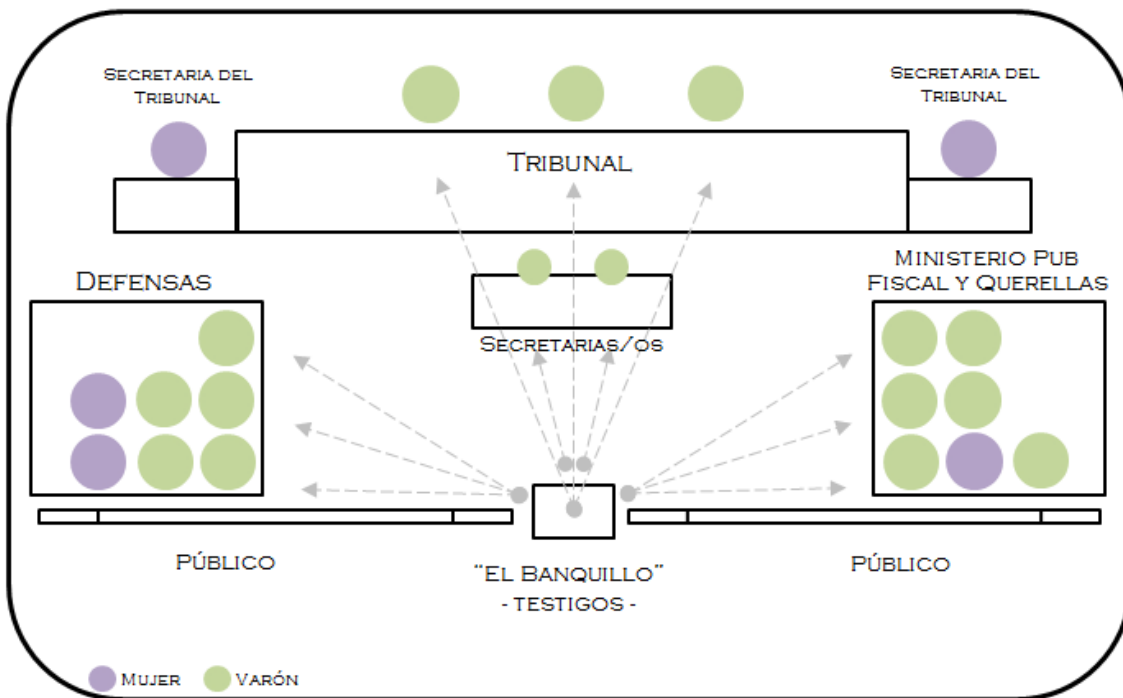 Secretaria del
Tribunal
Secretaria del
Tribunal
Tribunal
Defensas
Ministerio Pub
Fiscal y Querellas
Secretarias/os
Público
"El Banquillo"
- testigos -
Público
Mujer
Varón